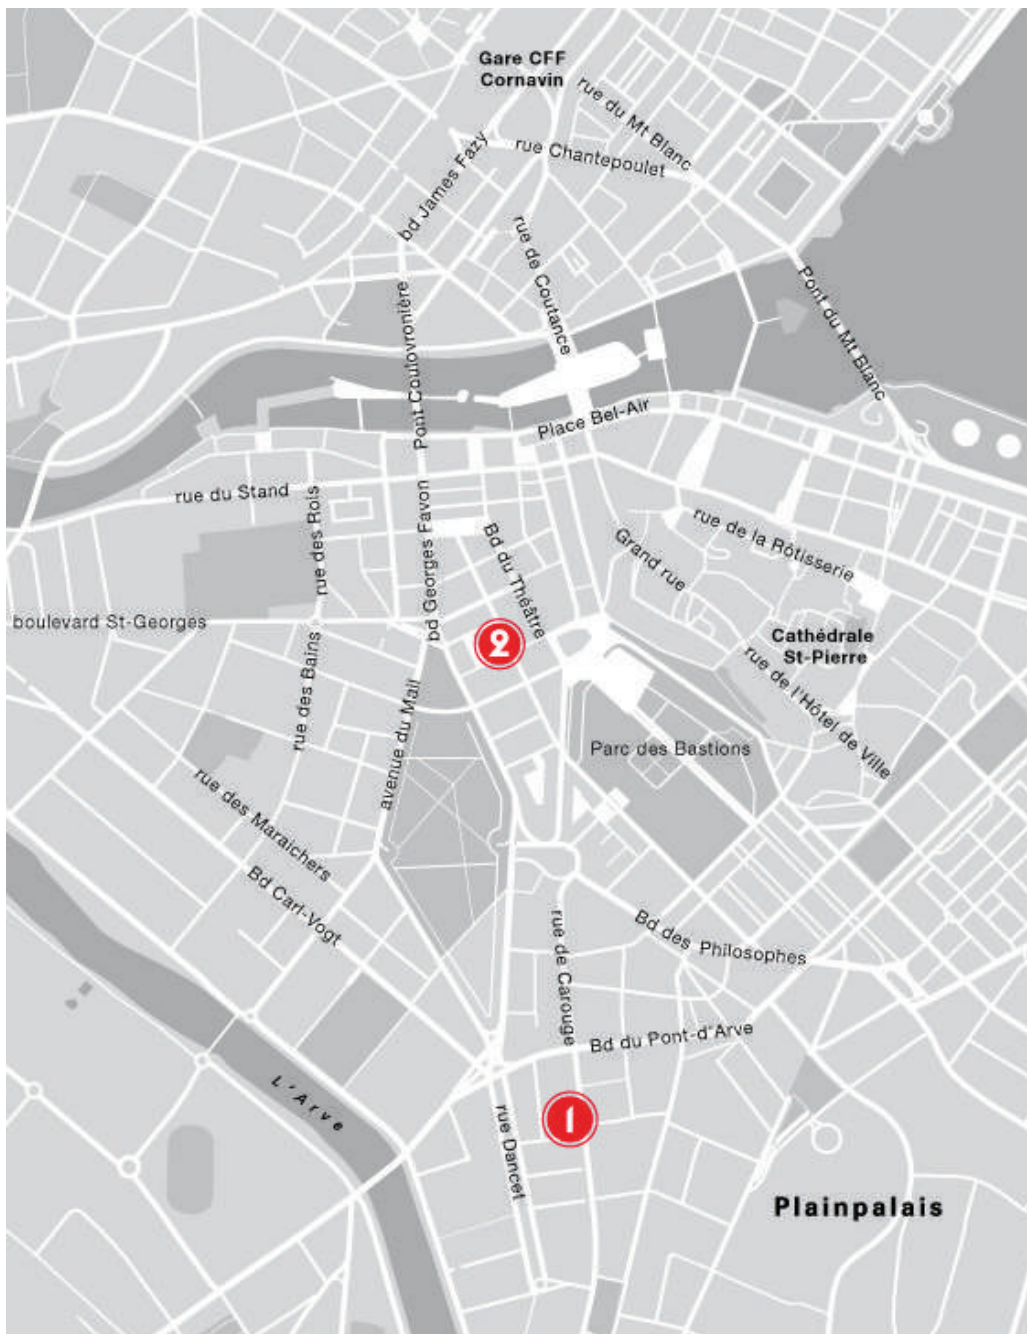 Gare CFF
Cornavin
rue du Mt Blanc
rue Chantepoulet
bd James Fazy
rue de Coutance
Pont du Mt Blanc
Pont Coulovronière
Place Bel-Air
rue du Stand
rue des Rois
bd Georges Favon
Bd du Théâtre
Grand rue
rue de la Rôtisserie
boulevard St-Georges
2
Cathédrale
St-Pierre
rue des Bains
avenue du Mail
rue de l'Hôtel de Ville
Parc des Bastions
rue des Maraichers
Bd Carl-Vogt
rue de Carouge
Bd des Philosophes
Bd du Pont-d'Arve
L'Arve
1
rue Dancet
Plainpalais